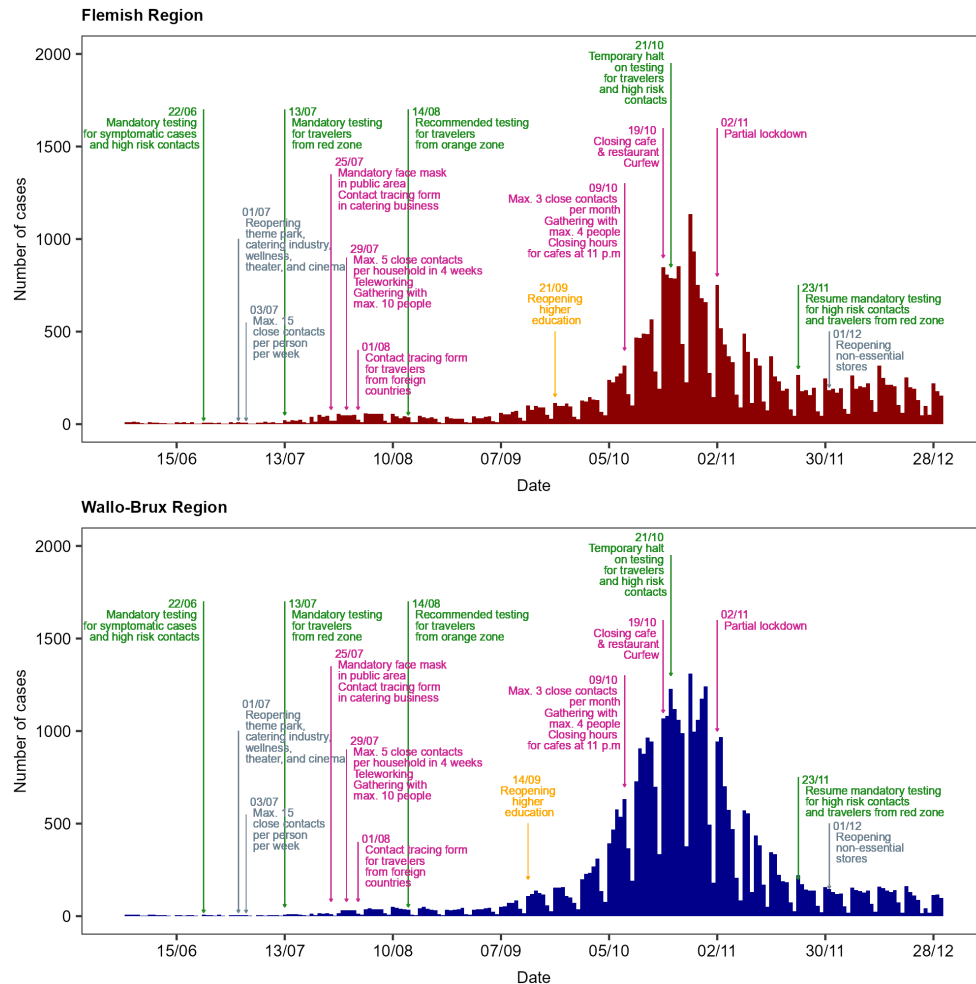 Flemish Region
Number of cases
2000
1500
1000
500
0
22/06
Mandatory testing
for symptomatic cases
and high risk contacts
01/07
Reopening
theme park,
catering industry,
wellness,
theater, and cinema
03/07
Max. 15
close contacts
per person
per week
13/07
Mandatory testing
for travelers
from red zone
25/07
Mandatory face mask
in public area
Contact tracing form
in catering business
29/07
Max. 5 close contacts
per household in 4 weeks
Teleworking
Gathering with
max. 10 people
01/08
Contact tracing form
for travelers
from foreign
countries
14/08
Recommended testing
for travelers
from orange zone
21/09
Reopening
higher
education
09/10
Max. 3 close contacts
per month
Gathering with
max. 4 people
Closing hours
for cafes at 11 p.m
19/10
Closing cafe
& restaurant
Curfew
21/10
Temporary halt
on testing
for travelers
and high risk
contacts
02/11
Partial lockdown
23/11
Resume mandatory testing
for high risk contacts
and travelers from red zone
01/12
Reopening
non-essential
stores
15/06 13/07 10/08 07/09 05/10 02/11 30/11 28/12
Date
Wallo-Brux Region
Number of cases
2000
1500
1000
500
0
22/06
Mandatory testing
for symptomatic cases
and high risk contacts
01/07
Reopening
theme park,
catering industry,
wellness,
theater, and cinema
03/07
Max. 15
close contacts
per person
per week
13/07
Mandatory testing
for travelers
from red zone
25/07
Mandatory face mask
in public area
Contact tracing form
in catering business
29/07
Max. 5 close contacts
per household in 4 weeks
Teleworking
Gathering with
max. 10 people
01/08
Contact tracing form
for travelers
from foreign
countries
14/08
Recommended testing
for travelers
from orange zone
14/09
Reopening
higher
education
09/10
Max. 3 close contacts
per month
Gathering with
max. 4 people
Closing hours
for cafes at 11 p.m
19/10
Closing cafe
& restaurant
Curfew
21/10
Temporary halt
on testing
for travelers
and high risk
contacts
02/11
Partial lockdown
23/11
Resume mandatory testing
for high risk contacts
and travelers from red zone
01/12
Reopening
non-essential
stores
15/06 13/07 10/08 07/09 05/10 02/11 30/11 28/12
Date